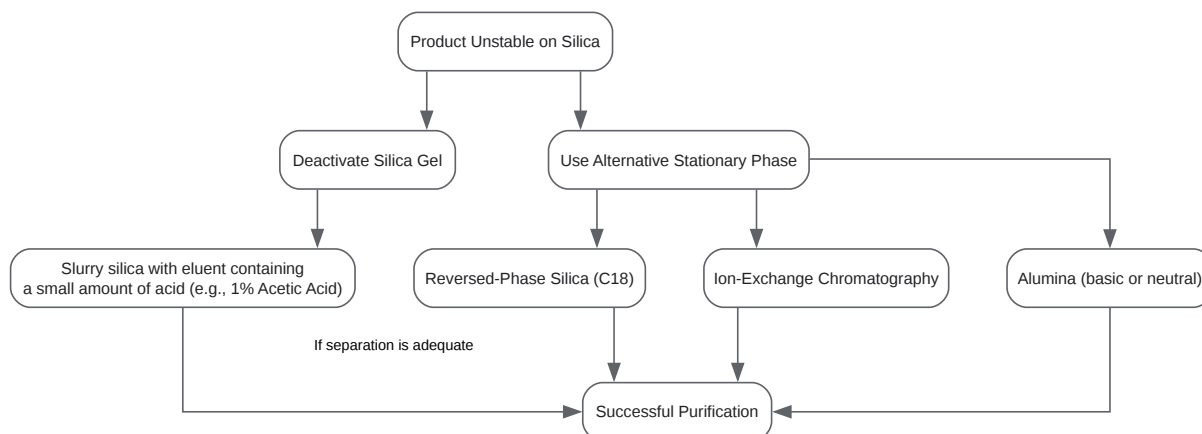 Product Unstable on Silica
Deactivate Silica Gel
Use Alternative Stationary Phase
Slurry silica with eluent containing
a small amount of acid (e.g., 1% Acetic Acid)
Reversed-Phase Silica (C18)
Ion-Exchange Chromatography
Alumina (basic or neutral)
If separation is adequate
Successful Purification